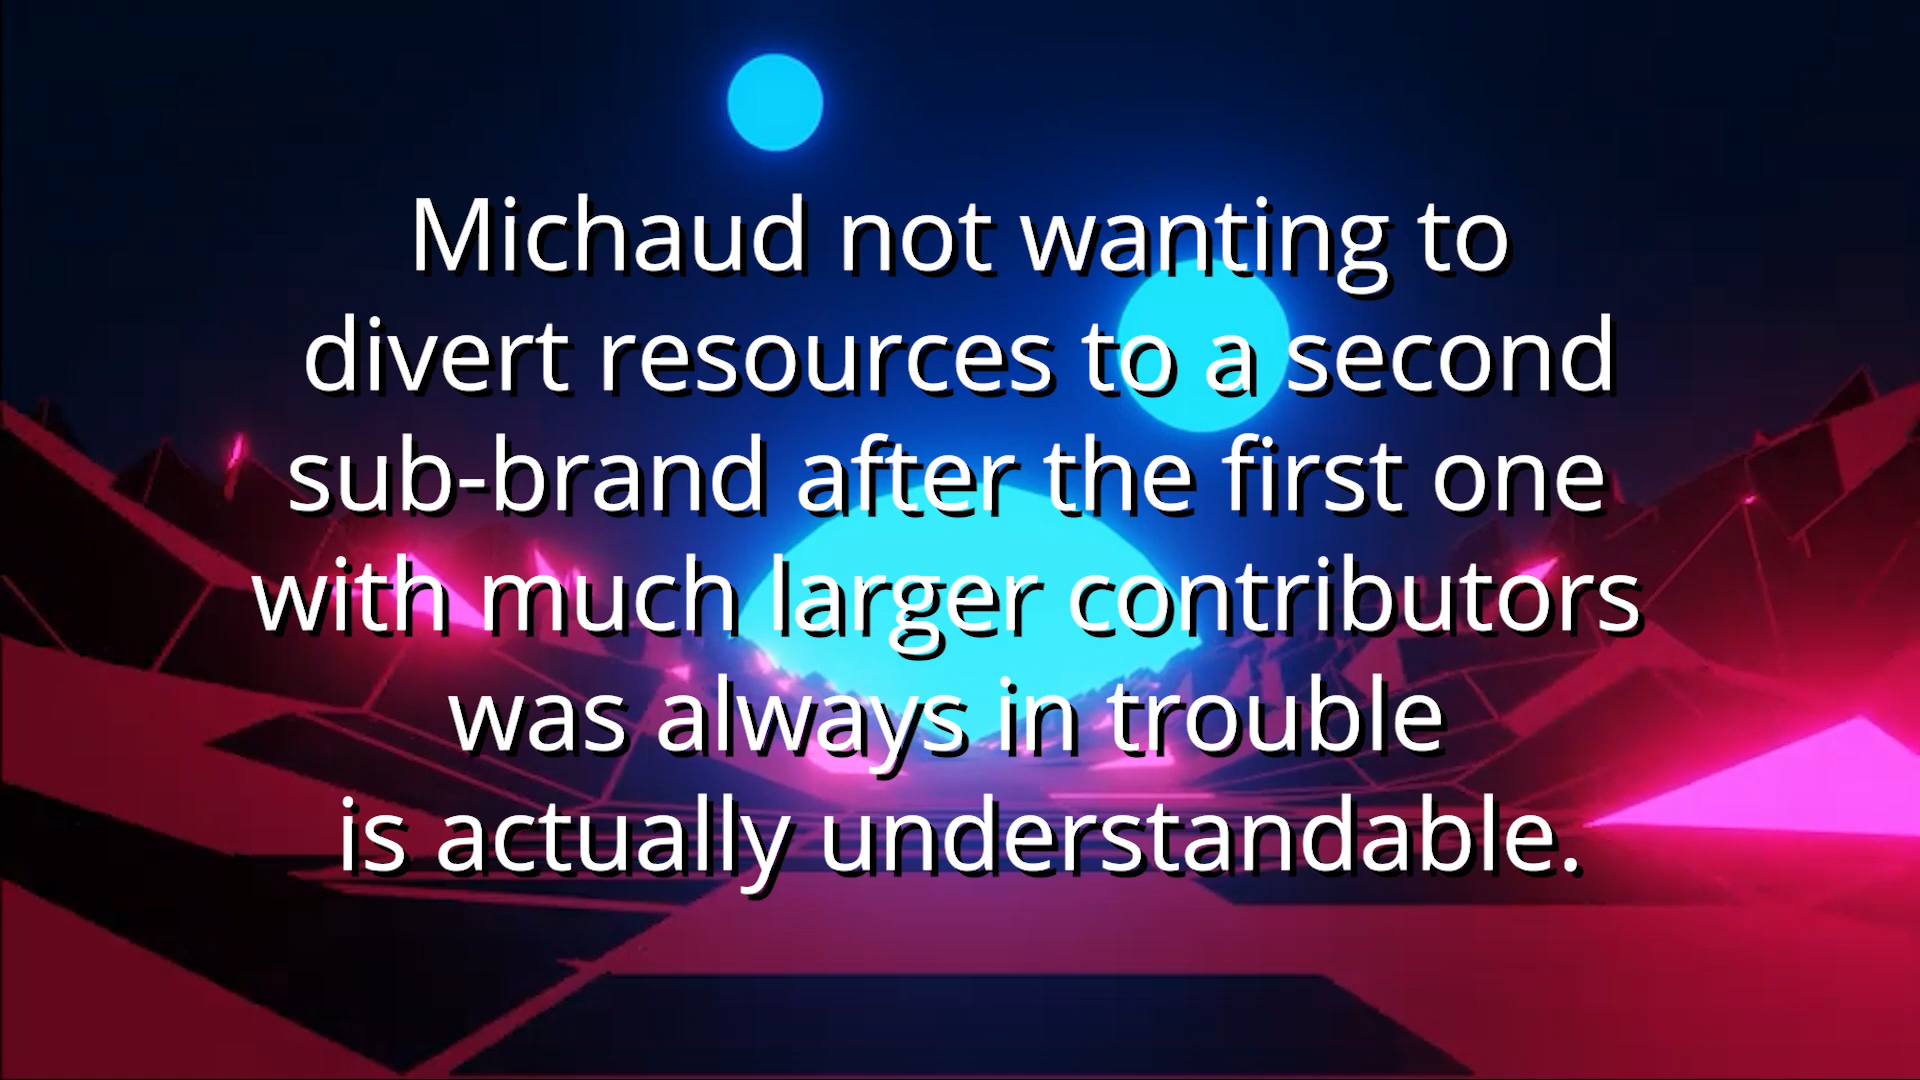 Michaud not wanting to
divert resources to a second
sub-brand after the first one
with much larger contributors
was always in trouble
is actually understandable.